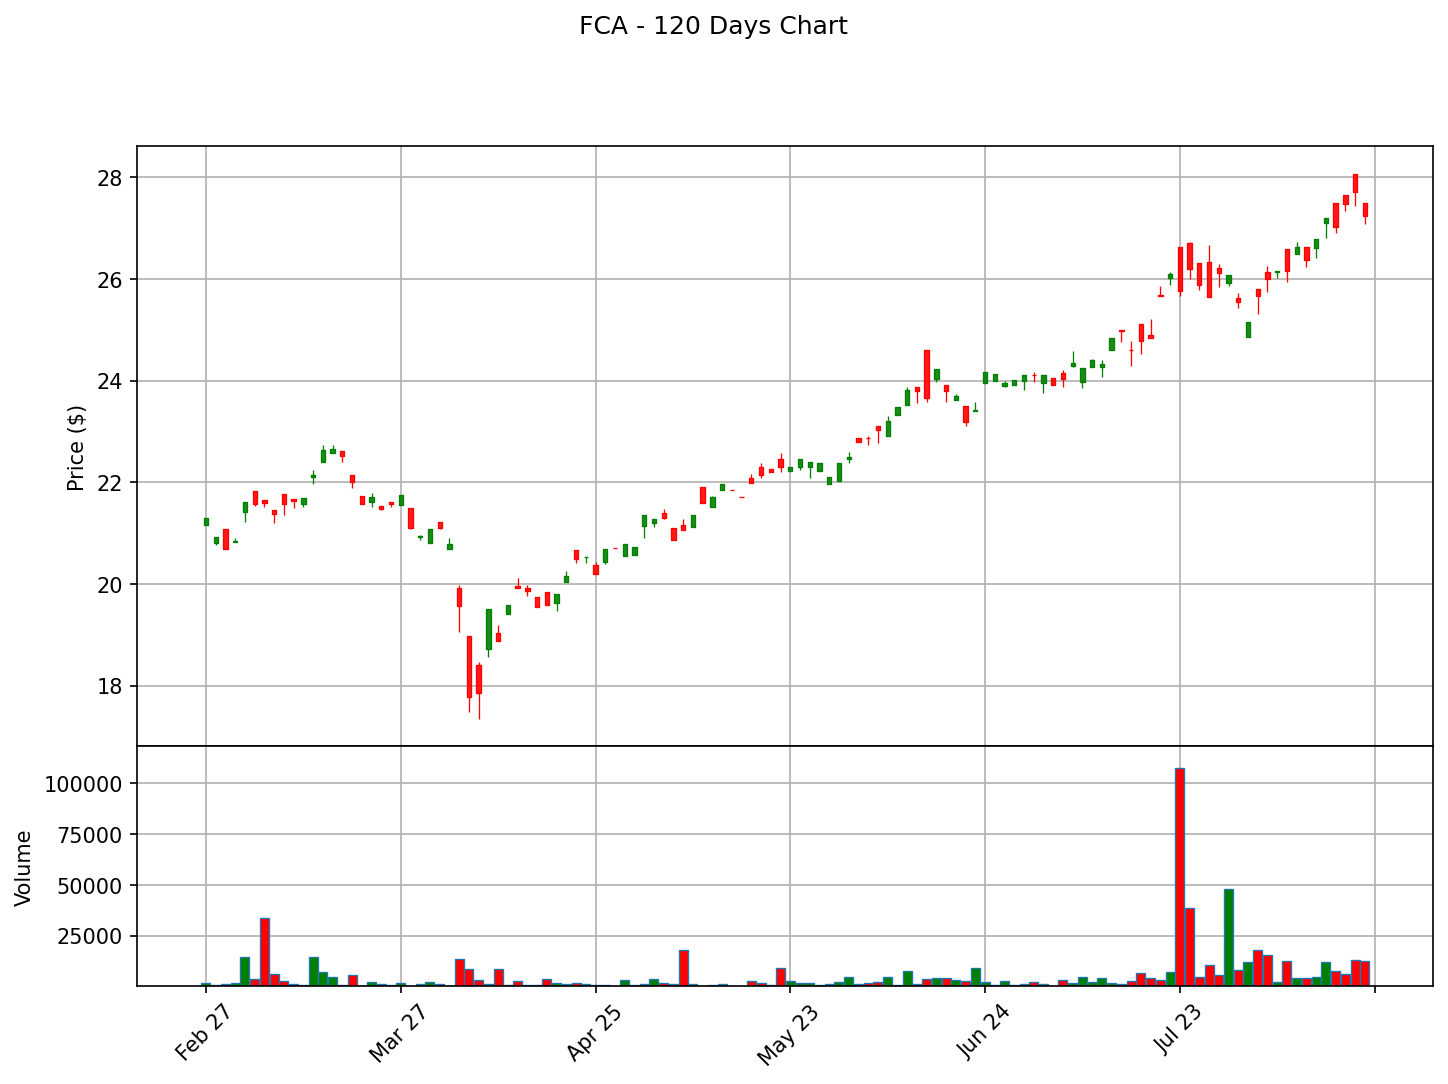 FCA - 120 Days Chart
Price ($)
28
26
24
22
20
18
Volume
100000
75000
50000
25000
Feb 27
Mar 27
Apr 25
May 23
Jun 24
Jul 23